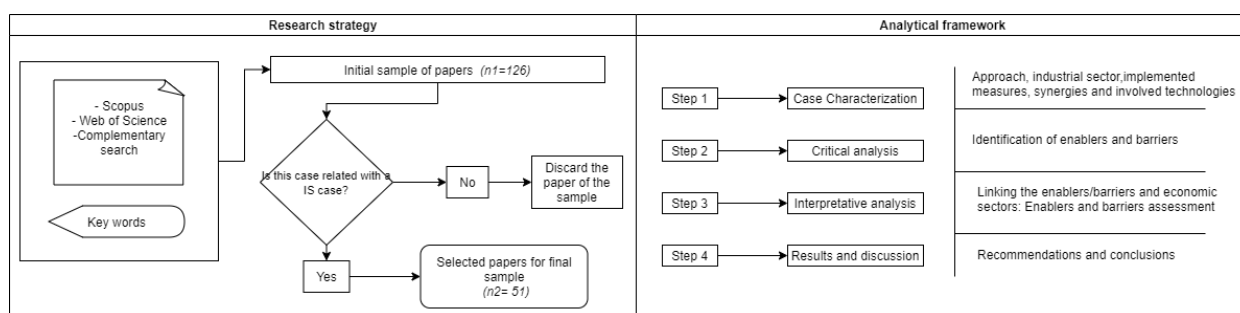 Research strategy
- Scopus
- Web of Science
-Complementary
search
Key words
Initial sample of papers (n1=126)
Is this case related with a
IS case?
No
Discard the
paper of the
sample
Yes
Selected papers for final
sample
(n2= 51)
Analytical framework
Step 1
Case Characterization
Approach, industrial sector,implemented
measures, synergies and involved technologies
Step 2
Critical analysis
Identification of enablers and barriers
Step 3
Interpretative analysis
Linking the enablers/barriers and economic
sectors: Enablers and barriers assessment
Step 4
Results and discussion
Recommendations and conclusions